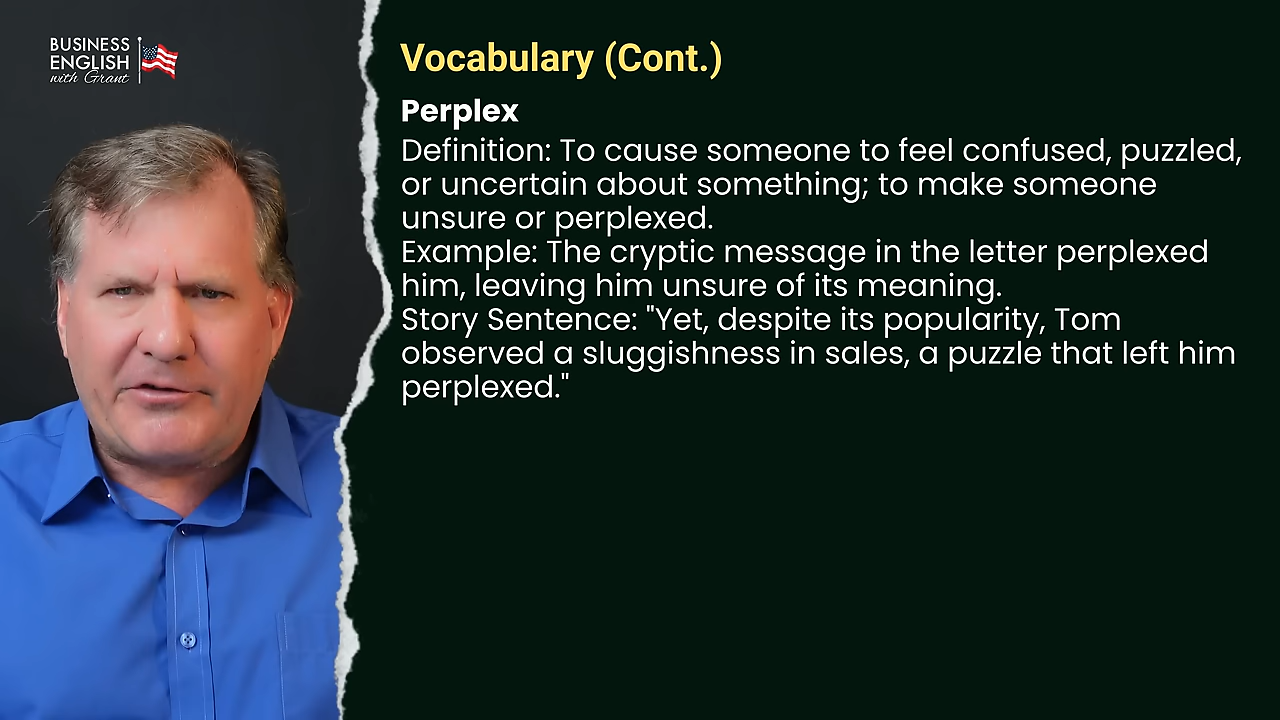 BUSINESS
ENGLISH
with Grant
Vocabulary (Cont.)
Perplex
Definition: To cause someone to feel confused, puzzled,
or uncertain about something; to make someone
unsure or perplexed.
Example: The cryptic message in the letter perplexed
him, leaving him unsure of its meaning.
Story Sentence: "Yet, despite its popularity, Tom
observed a sluggishness in sales, a puzzle that left him
perplexed."